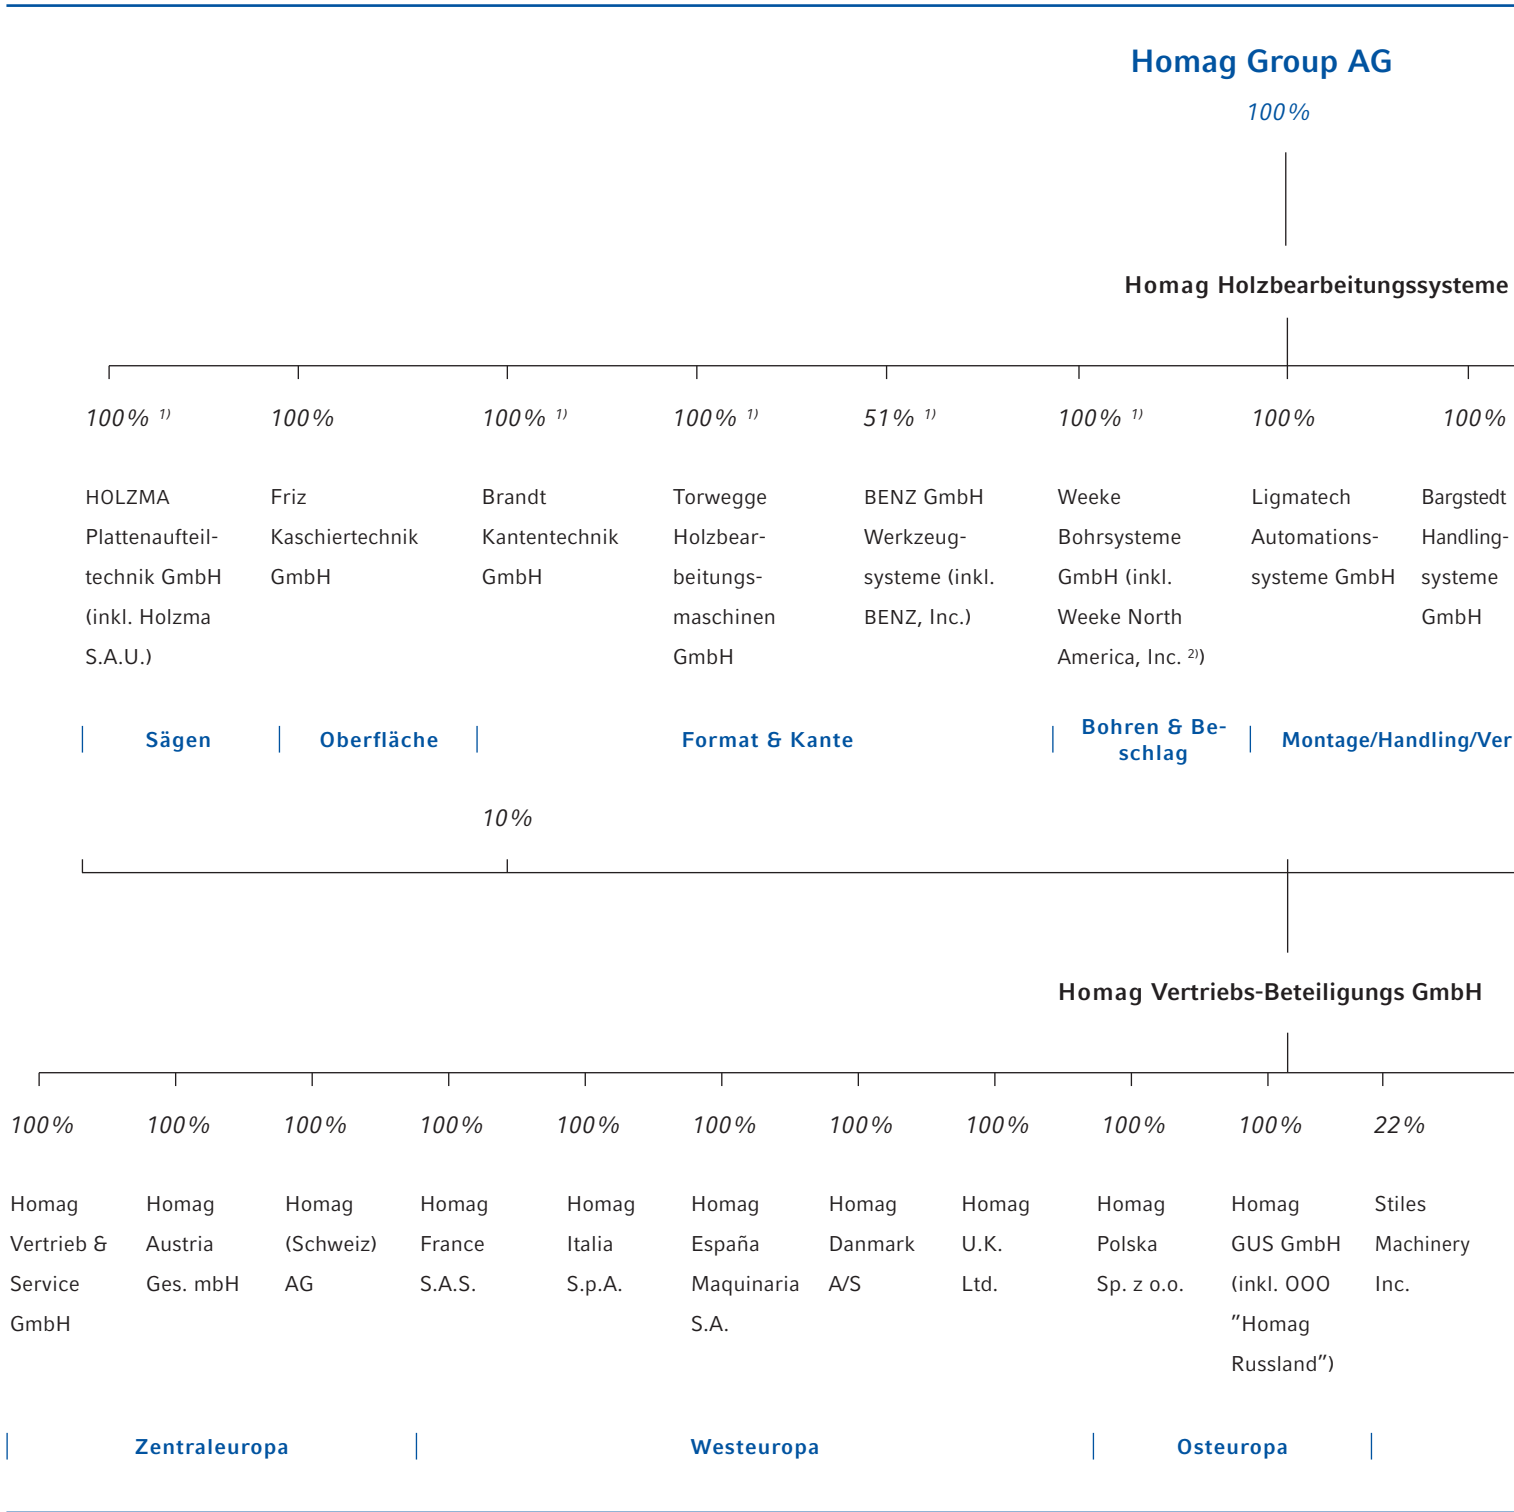 Homag Group AG
100%
Homag Holzbearbeitungssysteme
100% 1)
100%
100% 1)
100% 1)
51% 1)
100% 1)
100%
100%
HOLZMA
Plattenaufteil-
technik GmbH
(inkl. Holzma
S.A.U.)
Friz
Kaschiertechnik
GmbH
Brandt
Kantentechnik
GmbH
Torwegge
Holzbear-
beitungs-
maschinen
GmbH
BENZ GmbH
Werkzeug-
systeme (inkl.
BENZ, Inc.)
Weeke
Bohrsysteme
GmbH (inkl.
Weeke North
America, Inc. 2))
Ligmatech
Automations-
systeme GmbH
Bargstedt
Handling-
systeme
GmbH
Sägen
Oberfläche
Format & Kante
Bohren & Be-
schlag
Montage/Handling/Ver
10%
Homag Vertriebs-Beteiligungs GmbH
100%
100%
100%
100%
100%
100%
100%
100%
100%
100%
22%
Homag
Vertrieb &
Service
GmbH
Homag
Austria
Ges. mbH
Homag
(Schweiz)
AG
Homag
France
S.A.S.
Homag
Italia
S.p.A.
Homag
España
Maquinaria
S.A.
Homag
Danmark
A/S
Homag
U.K.
Ltd.
Homag
Polska
Sp. z o.o.
Homag
GUS GmbH
(inkl. OOO
”Homag
Russland”)
Stiles
Machinery
Inc.
Zentraleuropa
Westeuropa
Osteuropa